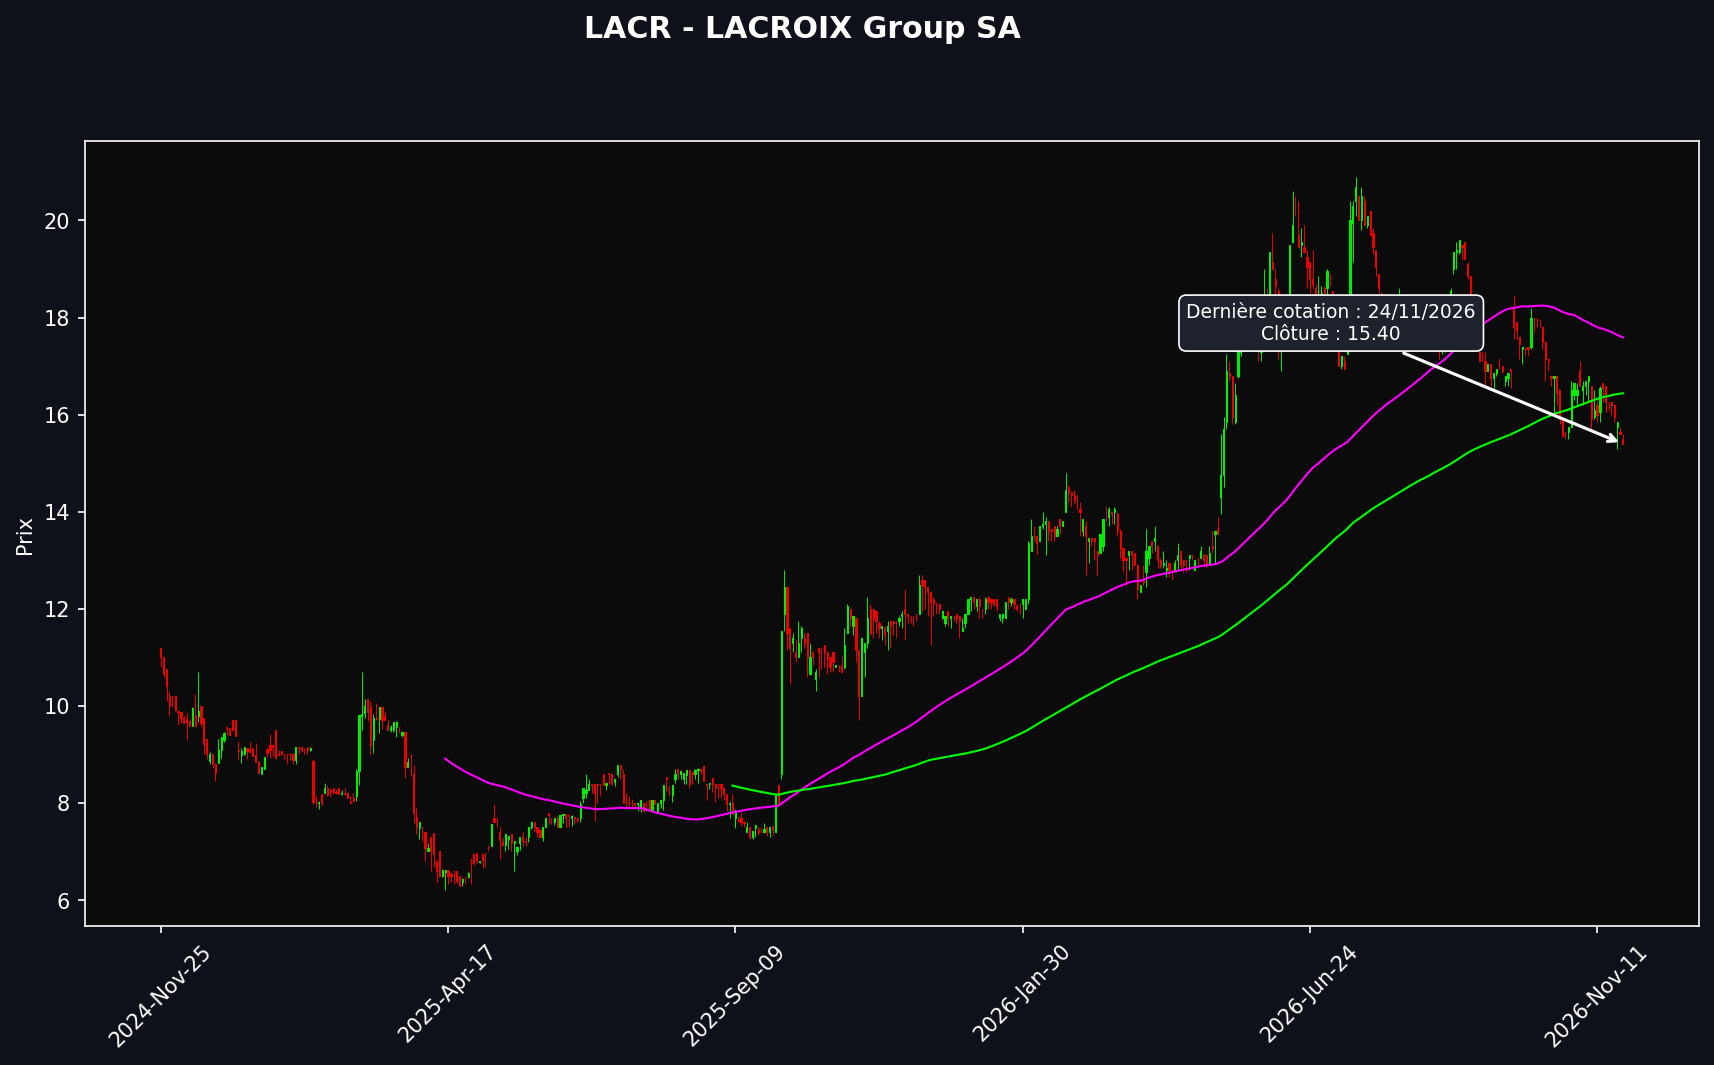 LACR - LACROIX Group SA
Prix
20
18
16
14
12
10
8
6
Dernière cotation : 24/11/2026
Clôture : 15.40
2024-Nov-25
2025-Apr-17
2025-Sep-09
2026-Jan-30
2026-Jun-24
2026-Nov-11